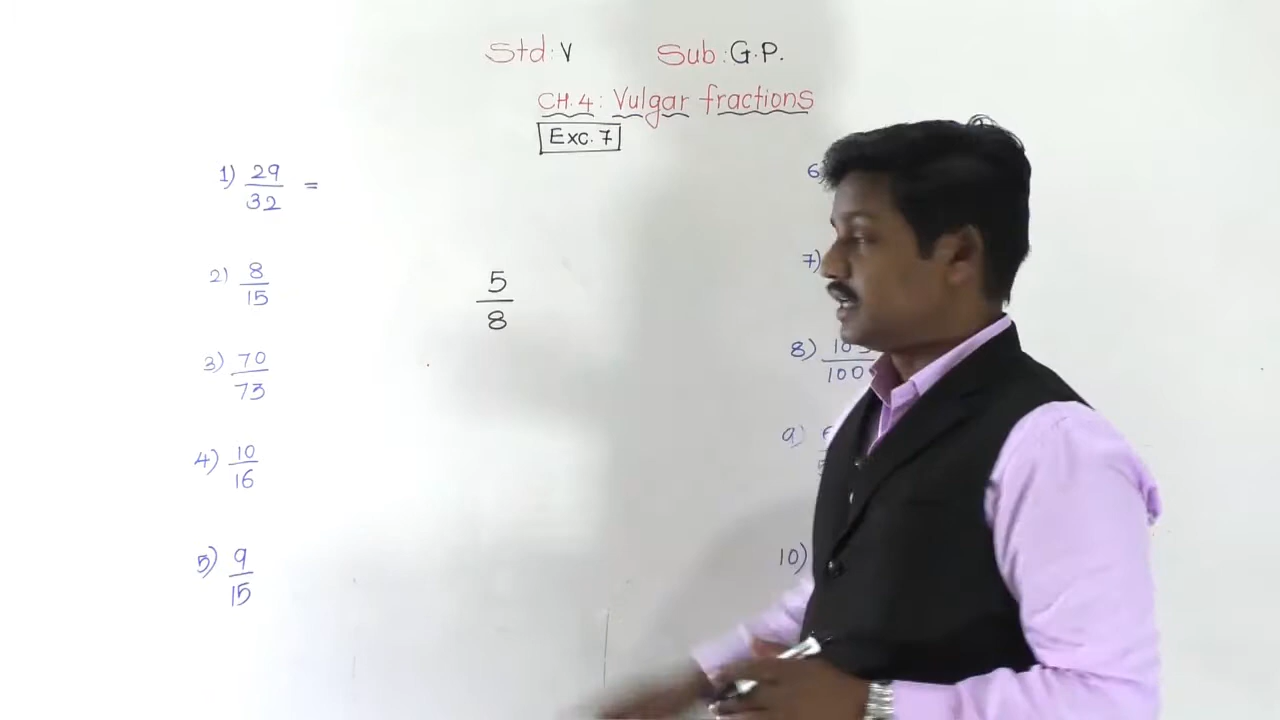 Std: V Sub: G.P.
CH. 4: Vulgar fractions
Exc. 7
1) 29/32 =
2) 8/15
3) 70/73
4) 10/16
5) 9/15
5/8
6)
7)
8) /100
9)
10)